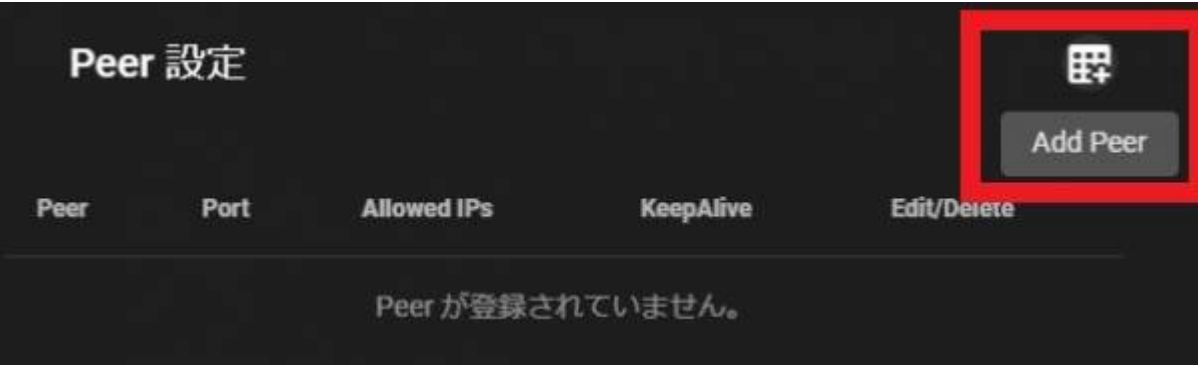 Peer 設定
Add Peer
Peer Port Allowed IPs KeepAlive Edit/Delete
Peer が登録されていません。